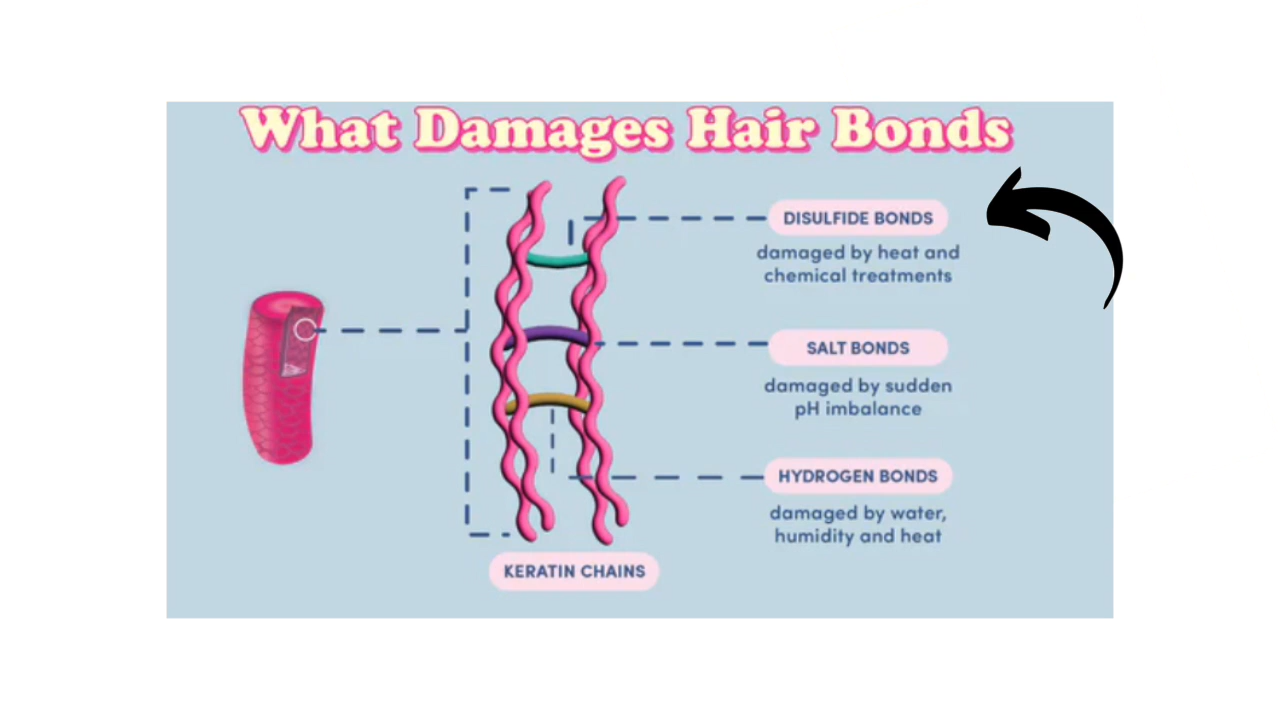 What Damages Hair Bonds
DISULFIDE BONDS
damaged by heat and
chemical treatments
SALT BONDS
damaged by sudden
pH imbalance
HYDROGEN BONDS
damaged by water,
humidity and heat
KERATIN CHAINS